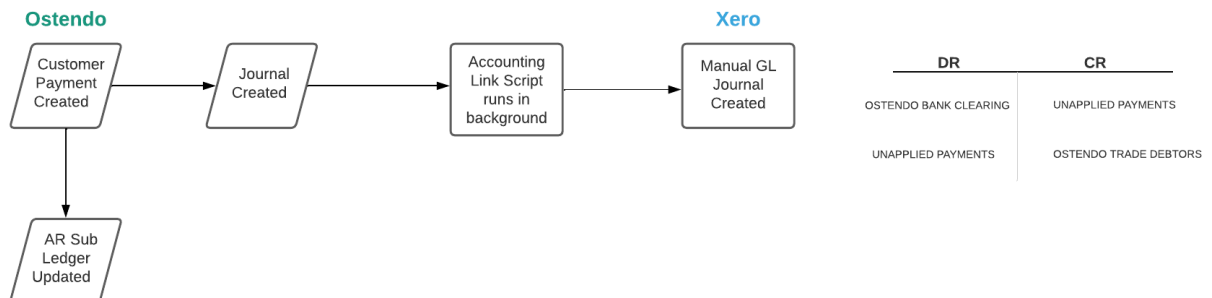 Ostendo
Xero
Customer
Payment
Created
Journal
Created
Accounting
Link Script
runs in
background
Manual GL
Journal
Created
DR
CR
OSTENDO BANK CLEARING
UNAPPLIED PAYMENTS
UNAPPLIED PAYMENTS
OSTENDO TRADE DEBTORS
AR Sub
Ledger
Updated